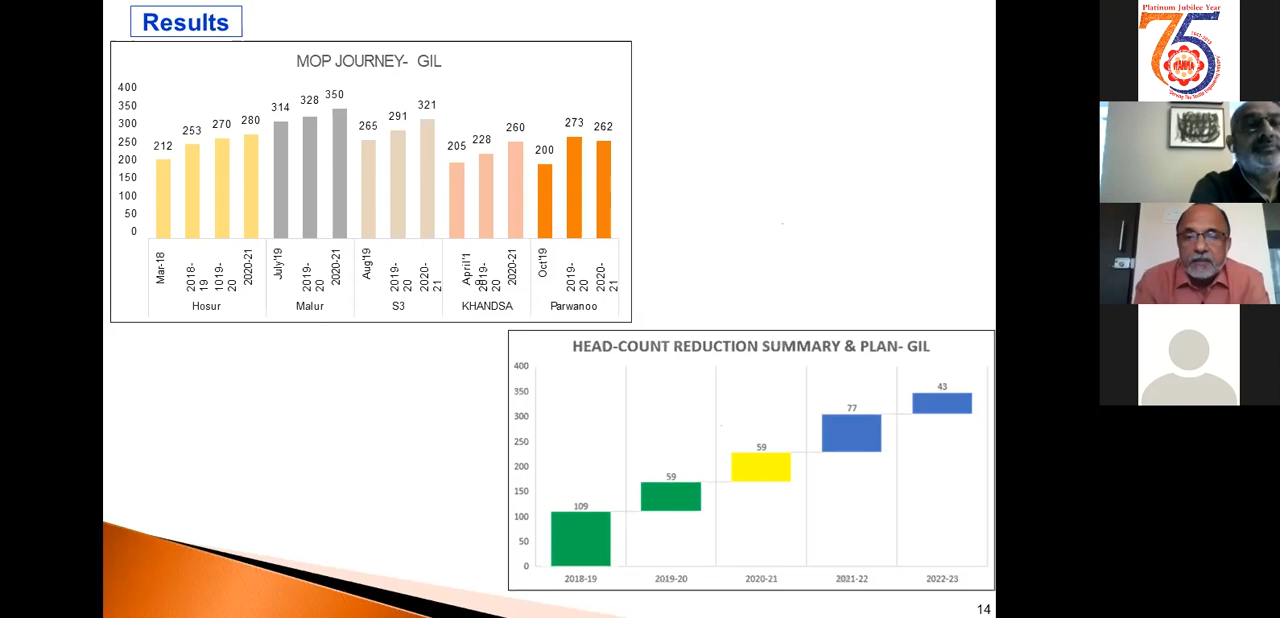 Results
MOP JOURNEY- GIL
400
350
300
250
200
150
100
50
0
212 253 270 280 314 328 350 265 291 321 205 228 260 200 273 262
Mar-18 2018-19 1019-20 2020-21 July'19 2019-20 2020-21 Aug'19 2019-20 2020-21 April'1 2019-20 2020-21 Oct'19 2019-20 2020-21
Hosur Malur S3 KHANDSA Parwanoo
HEAD-COUNT REDUCTION SUMMARY & PLAN- GIL
400
350
300
250
200
150
100
50
0
109 59 59 77 43
2018-19 2019-20 2020-21 2021-22 2022-23
14
Platinum Jubilee Year
75